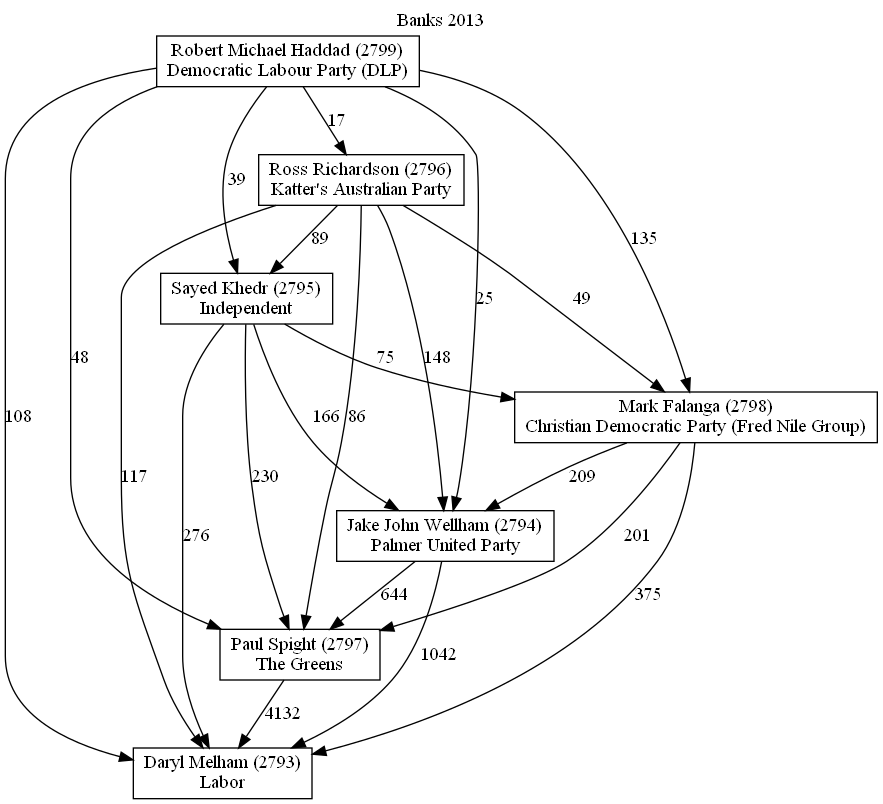 Banks 2013
Robert Michael Haddad (2799)
Democratic Labour Party (DLP)
17
Ross Richardson (2796)
Katter's Australian Party
39
135
89
Sayed Khedr (2795)
Independent
25
49
48
75
148
Mark Falanga (2798)
Christian Democratic Party (Fred Nile Group)
108
166
86
117
230
209
Jake John Wellham (2794)
Palmer United Party
276
201
644
375
Paul Spight (2797)
The Greens
1042
4132
Daryl Melham (2793)
Labor